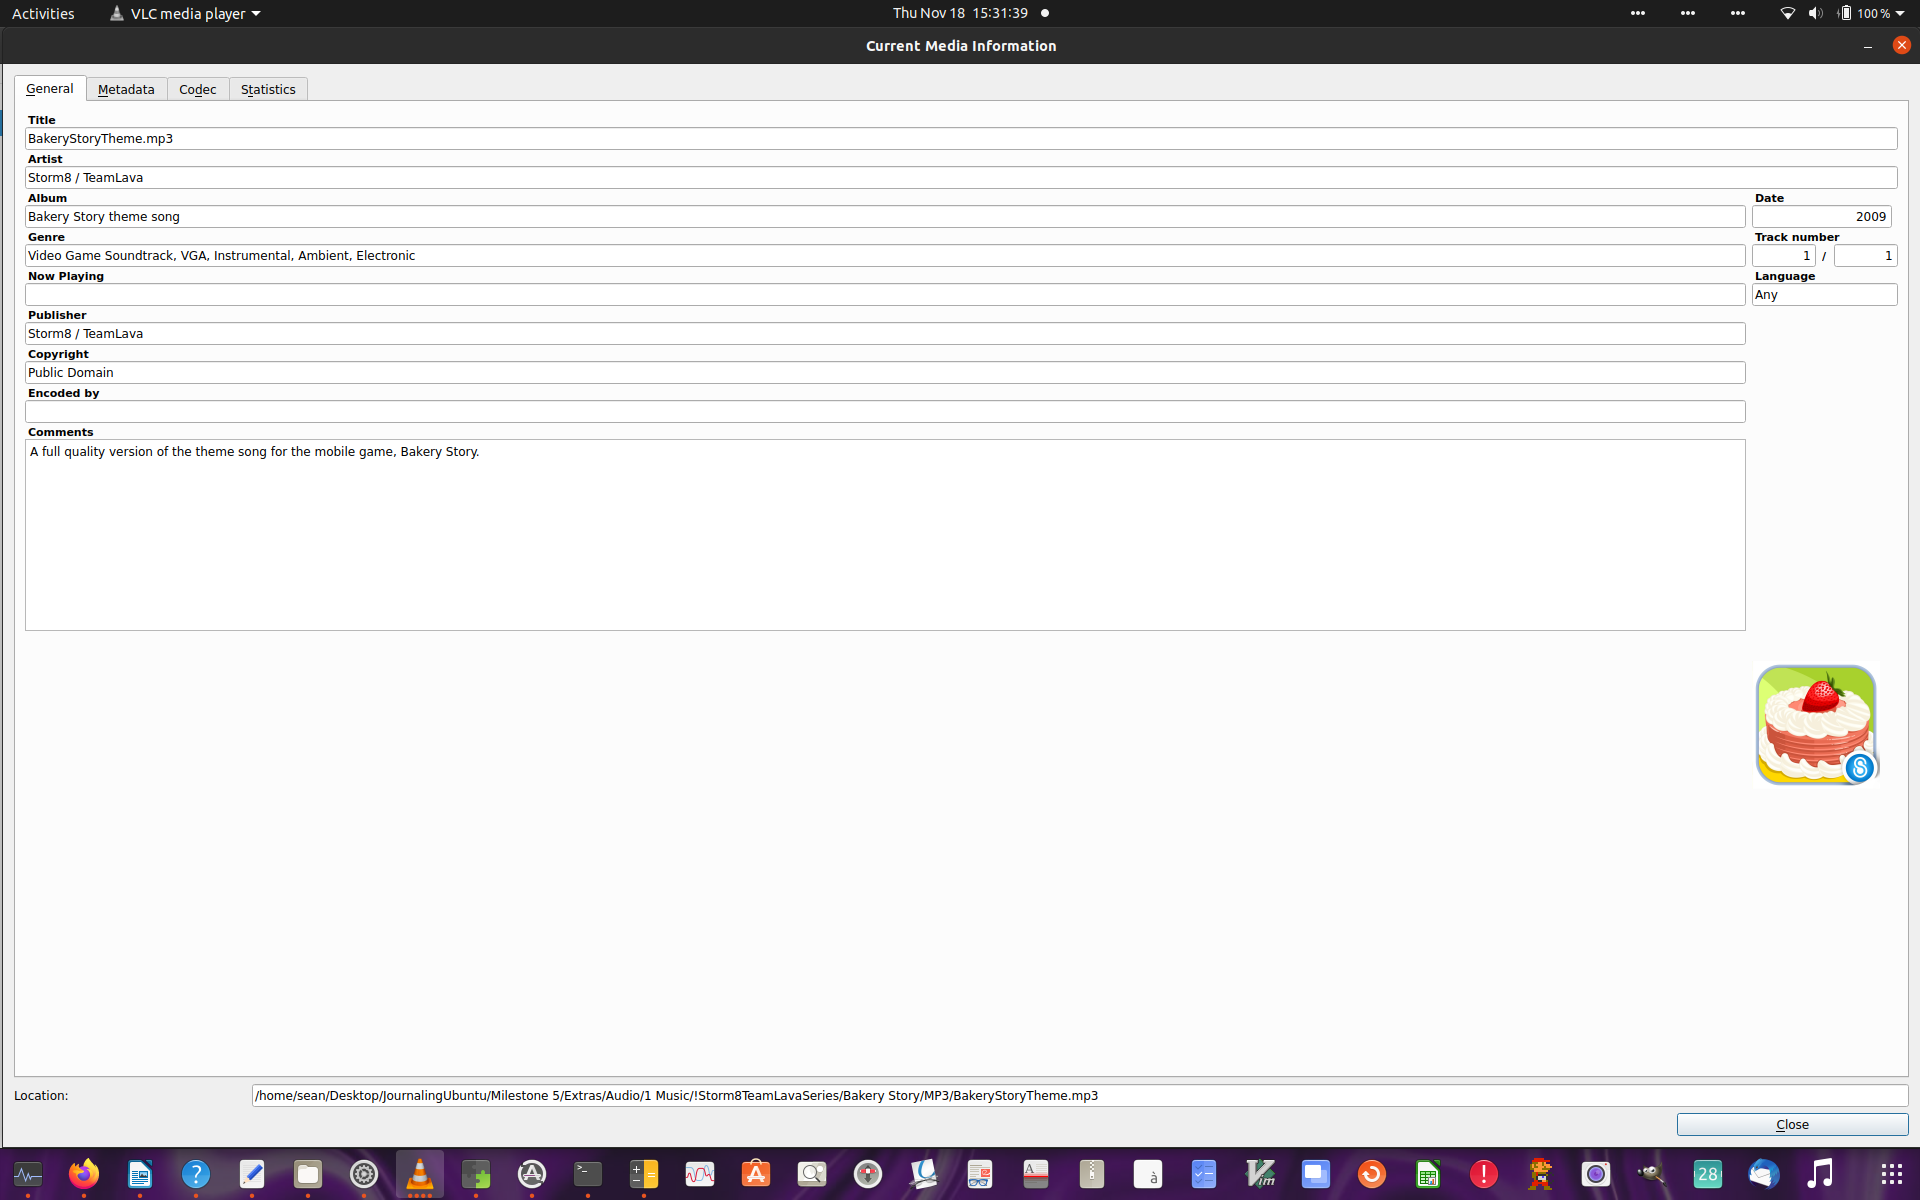 Activities
VLC media player
Thu Nov 18 15:31:39
100 %
Current Media Information
General
Metadata
Codec
Statistics
Title
BakeryStoryTheme.mp3
Artist
Storm8 / TeamLava
Album
Date
Bakery Story theme song
2009
Genre
Track number
Video Game Soundtrack, VGA, Instrumental, Ambient, Electronic
1 / 1
Now Playing
Language
Any
Publisher
Storm8 / TeamLava
Copyright
Public Domain
Encoded by
Comments
A full quality version of the theme song for the mobile game, Bakery Story.
Location:
/home/sean/Desktop/JournalingUbuntu/Milestone 5/Extras/Audio/1 Music/!Storm8TeamLavaSeries/Bakery Story/MP3/BakeryStoryTheme.mp3
Close
28